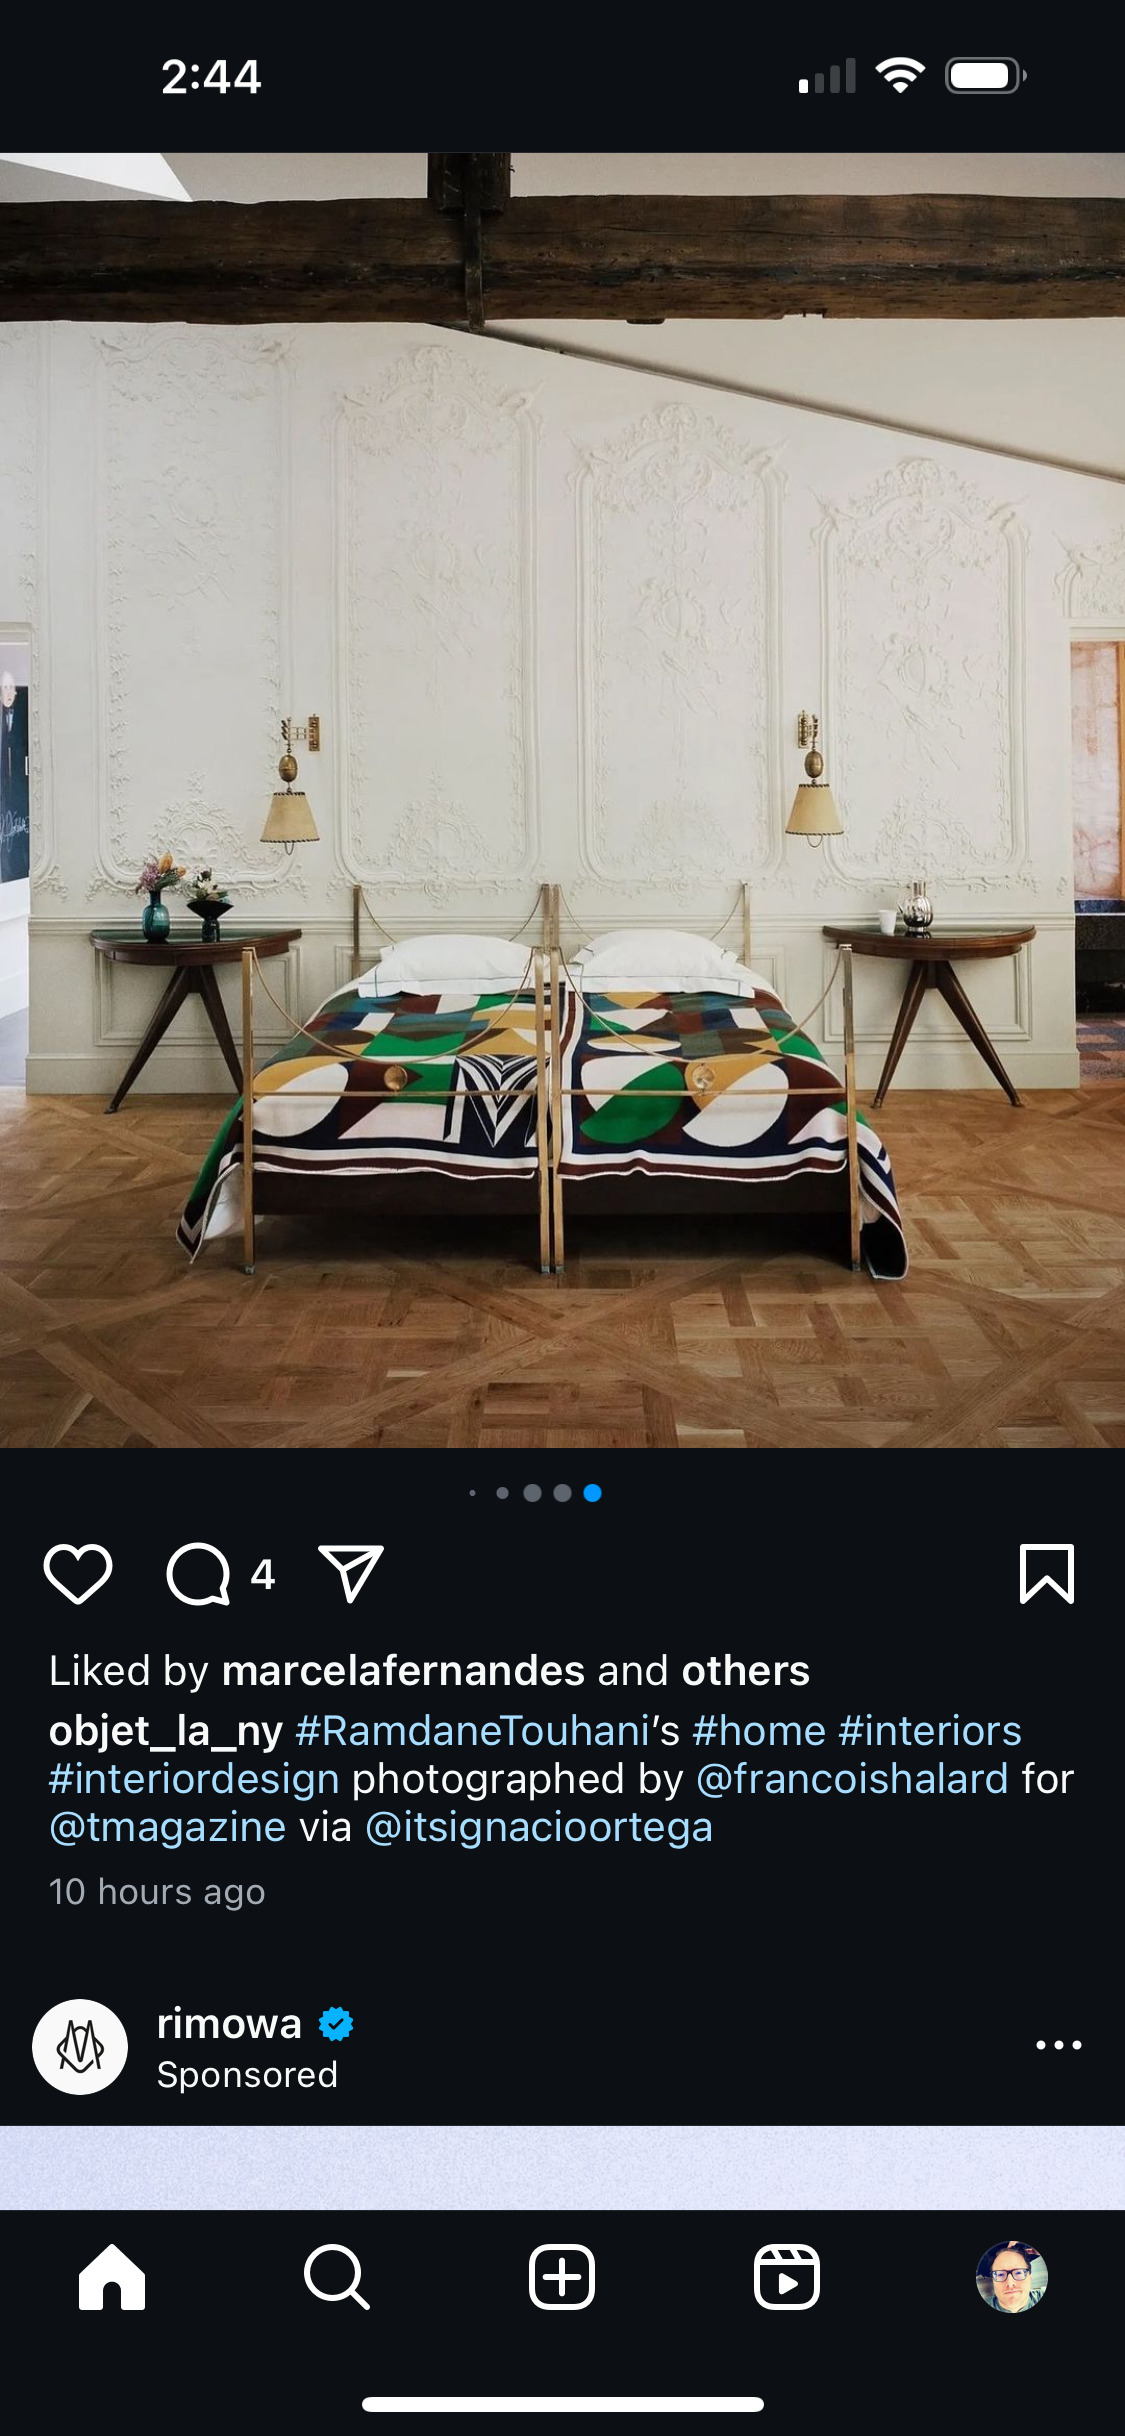 2:44
4
Liked by marcelafernandes and others
objet_la_ny #RamdaneTouhani’s #home #interiors
#interiordesign photographed by @francoishalard for
@tmagazine via @itsignacioortega
10 hours ago
rimowa
Sponsored